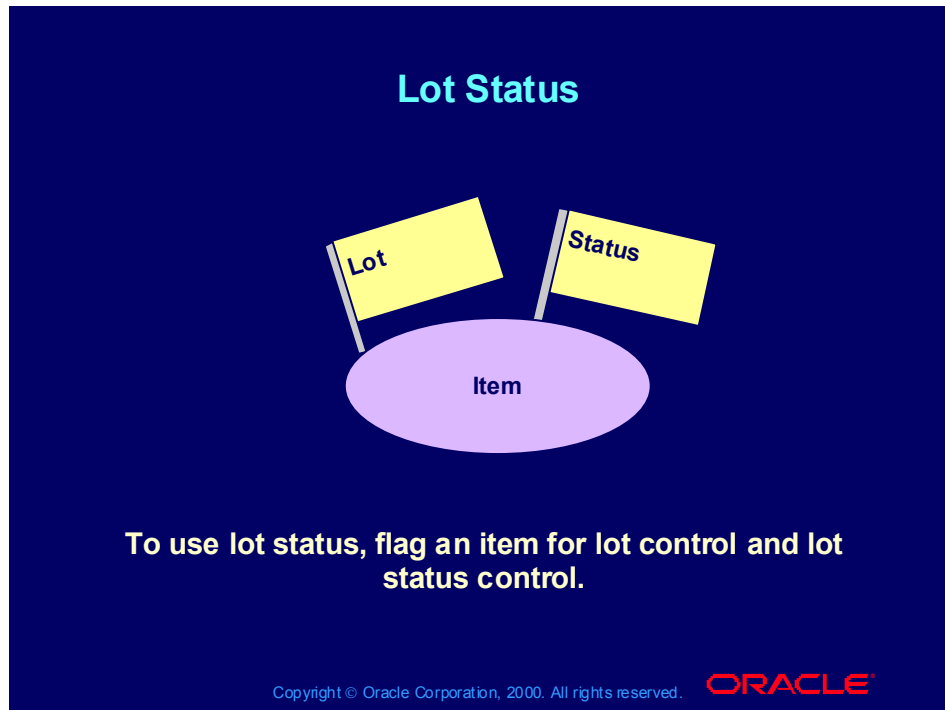 Lot Status
Lot
Status
Item
To use lot status, flag an item for lot control and lot
status control.
Copyright © Oracle Corporation, 2000. All rights reserved.
ORACLE®